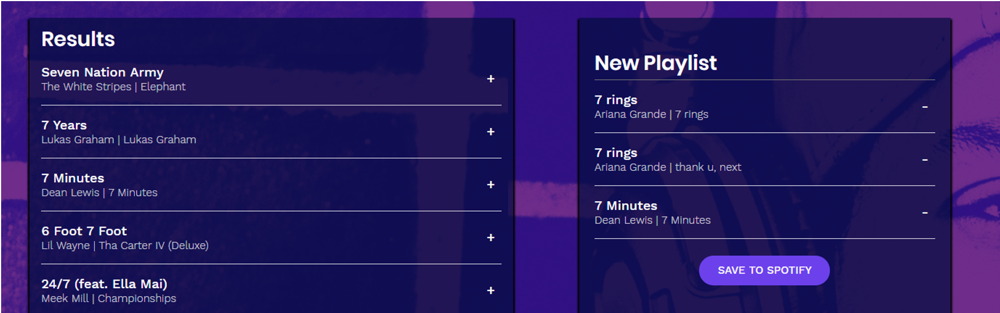 Results
Seven Nation Army
The White Stripes | Elephant
+
7 Years
Lukas Graham | Lukas Graham
+
7 Minutes
Dean Lewis | 7 Minutes
+
6 Foot 7 Foot
Lil Wayne | Tha Carter IV (Deluxe)
+
24/7 (feat. Ella Mai)
Meek Mill | Championships
+
New Playlist
7 rings
Ariana Grande | 7 rings
-
7 rings
Ariana Grande | thank u, next
-
7 Minutes
Dean Lewis | 7 Minutes
-
SAVE TO SPOTIFY